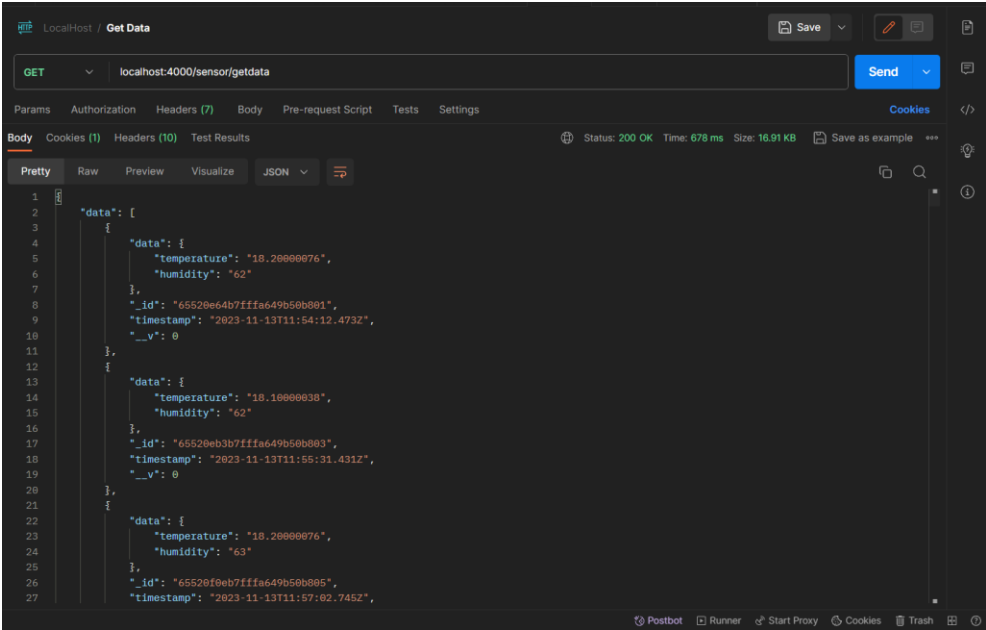 HTTP LocalHost / Get Data Save
GET localhost:4000/sensor/getdata Send
Params Authorization Headers (7) Body Pre-request Script Tests Settings Cookies
Body Cookies (1) Headers (10) Test Results Status: 200 OK Time: 678 ms Size: 16.91 KB Save as example
Pretty Raw Preview Visualize JSON
1 {
2 "data": [
3 {
4 "data": {
5 "temperature": "18.20000076",
6 "humidity": "62"
7 },
8 "_id": "65520e64b7fffa649b50b801",
9 "timestamp": "2023-11-13T11:54:12.473Z",
10 "__v": 0
11 },
12 {
13 "data": {
14 "temperature": "18.10000038",
15 "humidity": "62"
16 },
17 "_id": "65520eb3b7fffa649b50b803",
18 "timestamp": "2023-11-13T11:55:31.431Z",
19 "__v": 0
20 },
21 {
22 "data": {
23 "temperature": "18.20000076",
24 "humidity": "63"
25 },
26 "_id": "65520f0eb7fffa649b50b805",
27 "timestamp": "2023-11-13T11:57:02.745Z",
Postbot Runner Start Proxy Cookies Trash